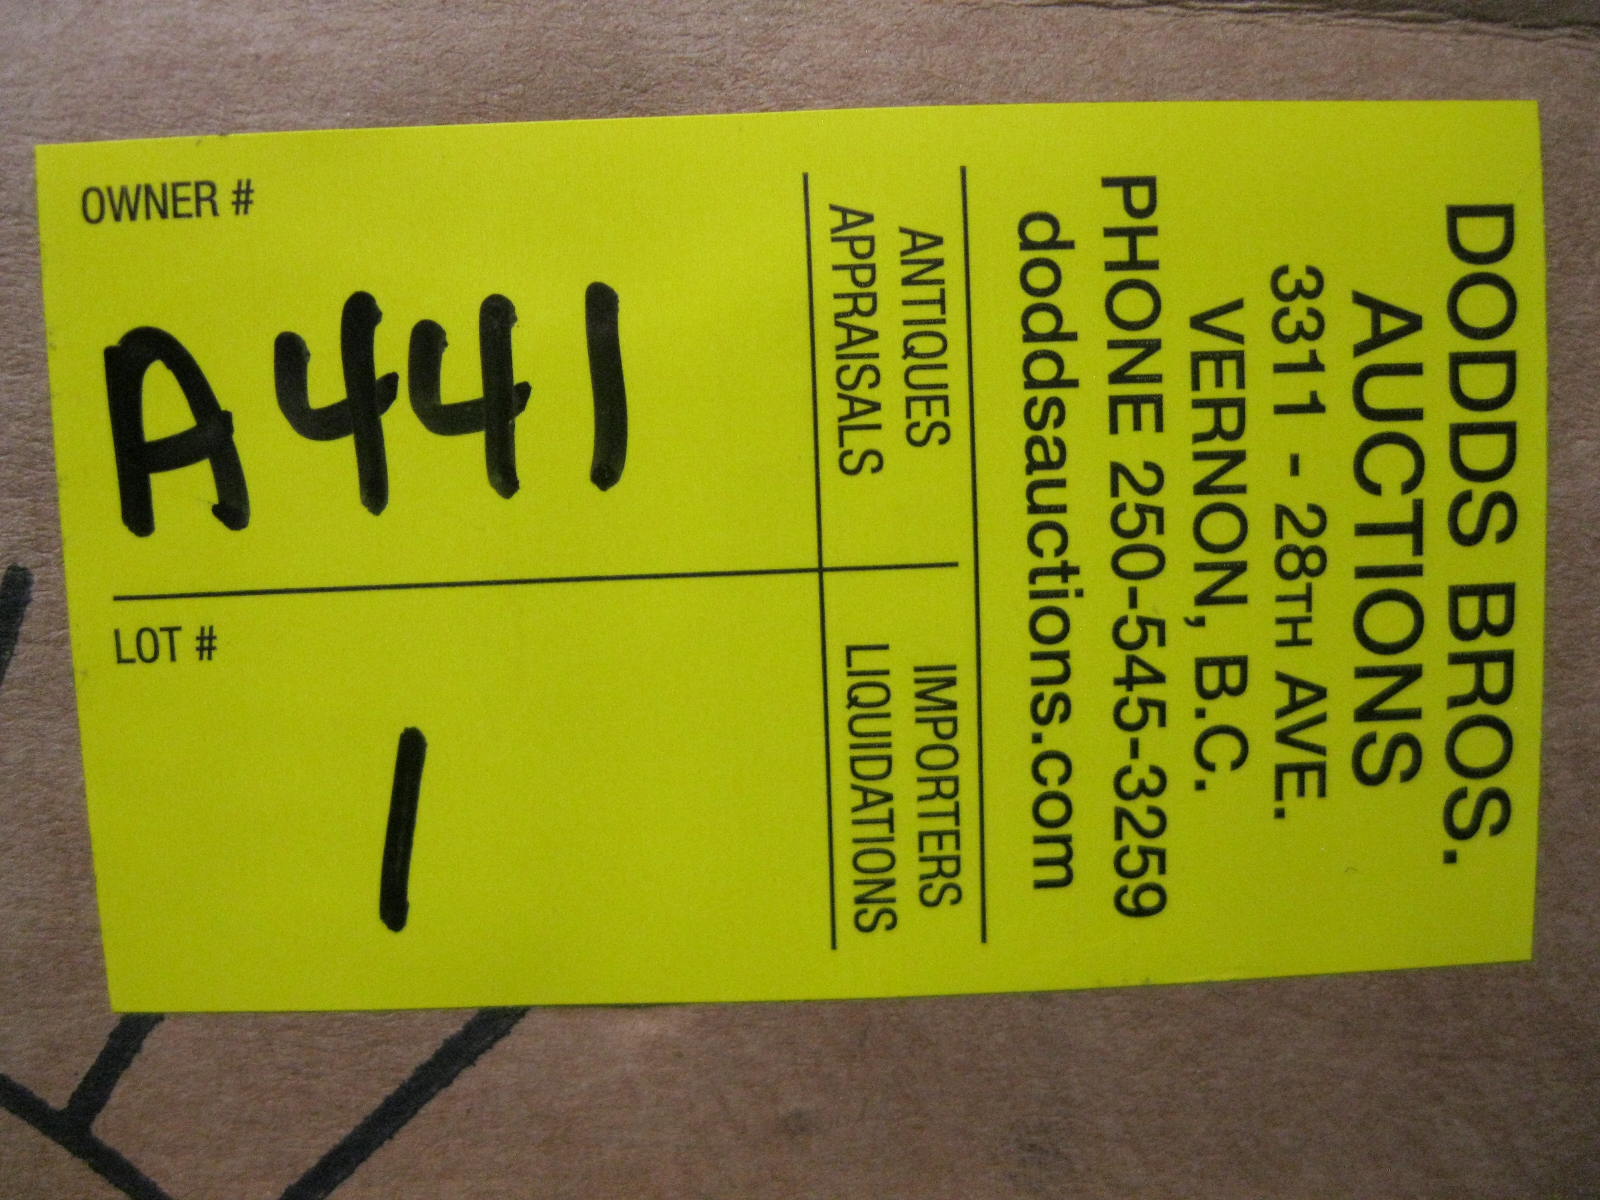 DODDS BROS.
AUCTIONS
3311 - 28TH AVE.
VERNON, B.C.
PHONE 250-545-3259
doddsauctions.com
ANTIQUES
APPRAISALS
IMPORTERS
LIQUIDATIONS
OWNER #
A441
LOT #
1